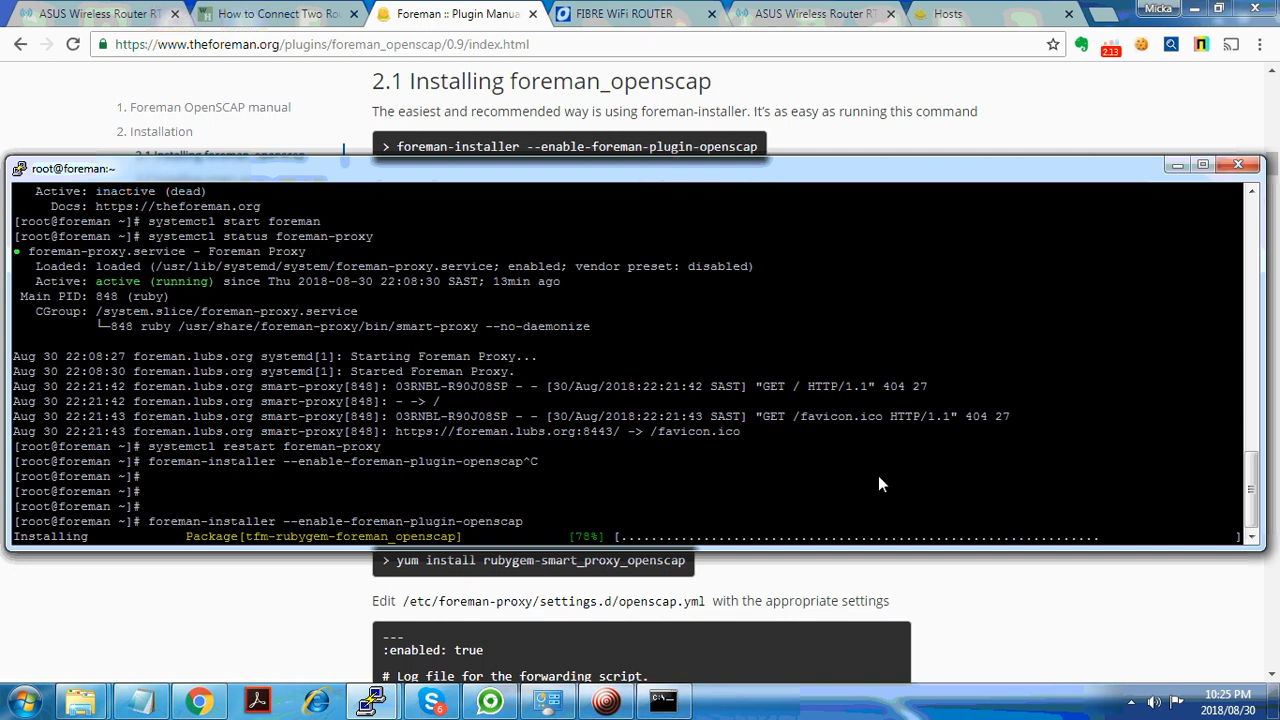 ASUS Wireless Router RT
How to Connect Two Rou
Foreman :: Plugin Manua
FIBRE WiFi ROUTER
ASUS Wireless Router RT
Hosts
Micka
https://www.theforeman.org/plugins/foreman_openscap/0.9/index.html
2.13
2.1 Installing foreman_openscap
1. Foreman OpenSCAP manual
The easiest and recommended way is using foreman-installer. It's as easy as running this command
2. Installation
> foreman-installer --enable-foreman-plugin-openscap
2.1 Installing foreman_openscap
root@foreman:~
Active: inactive (dead)
Docs: https://theforeman.org
[root@foreman ~]# systemctl start foreman
[root@foreman ~]# systemctl status foreman-proxy
● foreman-proxy.service - Foreman Proxy
Loaded: loaded (/usr/lib/systemd/system/foreman-proxy.service; enabled; vendor preset: disabled)
Active: active (running) since Thu 2018-08-30 22:08:30 SAST; 13min ago
Main PID: 848 (ruby)
CGroup: /system.slice/foreman-proxy.service
└─848 ruby /usr/share/foreman-proxy/bin/smart-proxy --no-daemonize
Aug 30 22:08:27 foreman.lubs.org systemd[1]: Starting Foreman Proxy...
Aug 30 22:08:30 foreman.lubs.org systemd[1]: Started Foreman Proxy.
Aug 30 22:21:42 foreman.lubs.org smart-proxy[848]: 03RNBL-R90J08SP - - [30/Aug/2018:22:21:42 SAST] "GET / HTTP/1.1" 404 27
Aug 30 22:21:42 foreman.lubs.org smart-proxy[848]: - -> /
Aug 30 22:21:43 foreman.lubs.org smart-proxy[848]: 03RNBL-R90J08SP - - [30/Aug/2018:22:21:43 SAST] "GET /favicon.ico HTTP/1.1" 404 27
Aug 30 22:21:43 foreman.lubs.org smart-proxy[848]: https://foreman.lubs.org:8443/ -> /favicon.ico
[root@foreman ~]# systemctl restart foreman-proxy
[root@foreman ~]# foreman-installer --enable-foreman-plugin-openscap^C
[root@foreman ~]#
[root@foreman ~]#
[root@foreman ~]#
[root@foreman ~]# foreman-installer --enable-foreman-plugin-openscap
Installing Package[tfm-rubygem-foreman_openscap] [78%] [............................................................... ]
> yum install rubygem-smart_proxy_openscap
Edit /etc/foreman-proxy/settings.d/openscap.yml with the appropriate settings
---
:enabled: true
# Log file for the forwarding script.
6
10:25 PM
2018/08/30